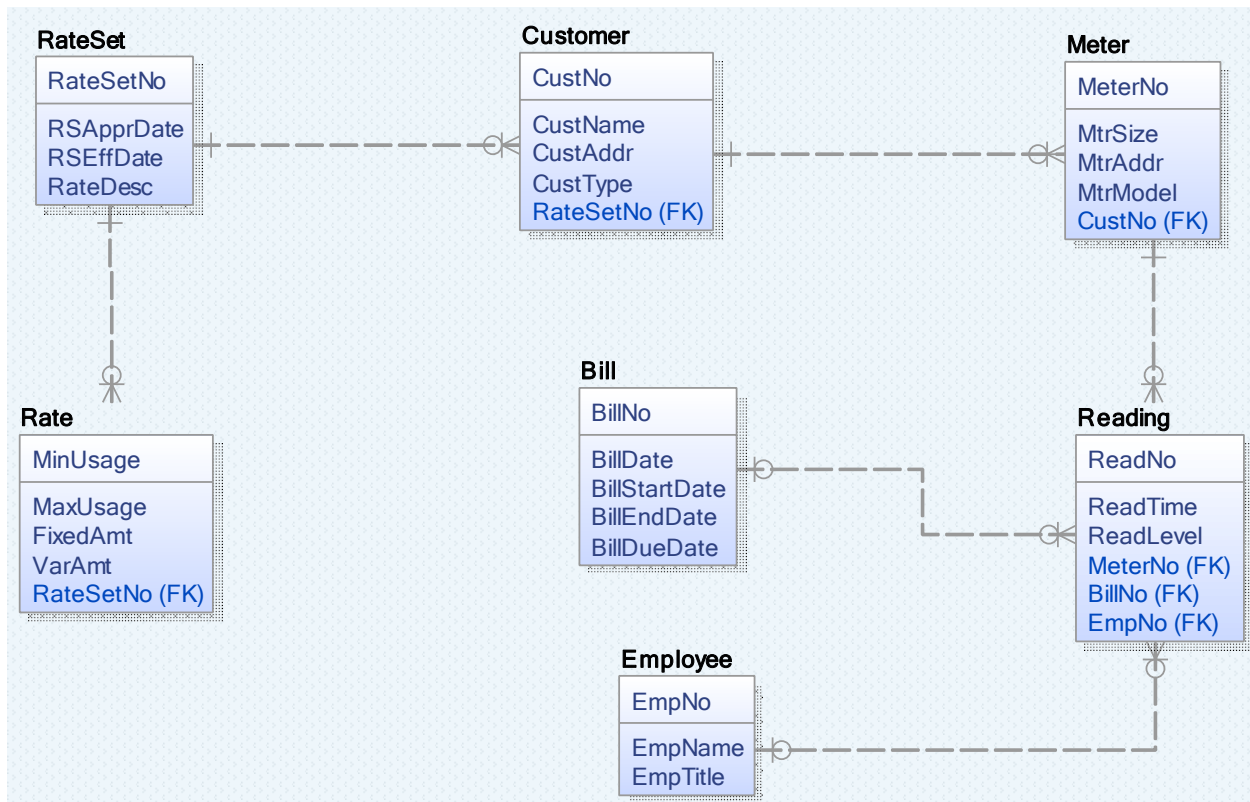 RateSet
RateSetNo
RSApprDate
RSEffDate
RateDesc
Customer
CustNo
CustName
CustAddr
CustType
RateSetNo (FK)
Meter
MeterNo
MtrSize
MtrAddr
MtrModel
CustNo (FK)
Rate
MinUsage
MaxUsage
FixedAmt
VarAmt
RateSetNo (FK)
Bill
BillNo
BillDate
BillStartDate
BillEndDate
BillDueDate
Reading
ReadNo
ReadTime
ReadLevel
MeterNo (FK)
BillNo (FK)
EmpNo (FK)
Employee
EmpNo
EmpName
EmpTitle